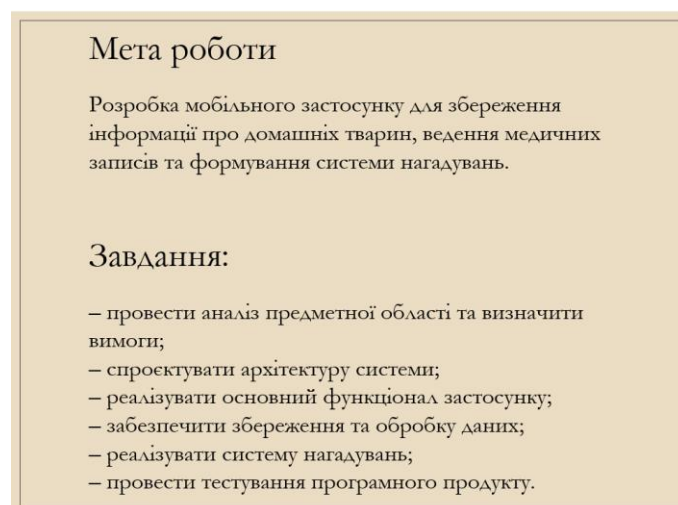 Мета роботи
Розробка мобільного застосунку для збереження
інформації про домашніх тварин, ведення медичних
записів та формування системи нагадувань.
Завдання:
– провести аналіз предметної області та визначити
вимоги;
– спроєктувати архітектуру системи;
– реалізувати основний функціонал застосунку;
– забезпечити збереження та обробку даних;
– реалізувати систему нагадувань;
– провести тестування програмного продукту.